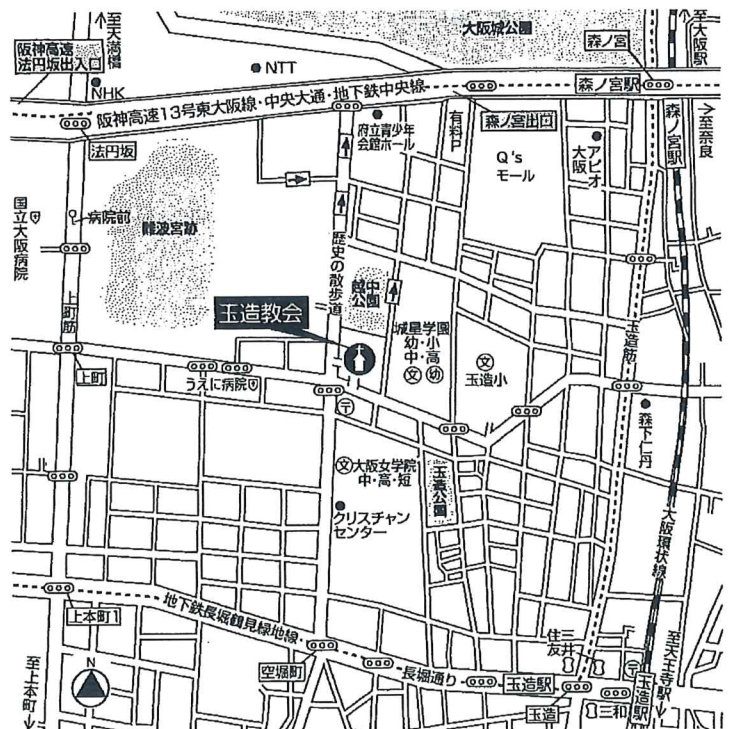 至天満橋
大阪城公園
至大阪駅
森ノ宮
阪神高速
法円坂出入口
NTT
NHK
森ノ宮駅
阪神高速13号東大阪線・中央大通・地下鉄中央線
森ノ宮駅
至奈良
法円坂
府立青少年
会館ホール
有料P
森ノ宮出口
Q's
モール
アピオ
大阪
国立大阪病院
病院前
難波宮跡
歴史の散歩道
越中
公園
上町筋
玉造教会
城星学園
幼・小
中・高
文
幼
文
玉造小
玉造筋
上町
うえに病院
〒
森下仁丹
文大阪女学院
中・高・短
玉造公園
クリスチャン
センター
大阪環状線
地下鉄長堀鶴見緑地線
上本町1
N
至上本町
空堀町
長堀通り
玉造駅
玉造
住友
三井
〒
三和
玉造駅
至天王寺駅